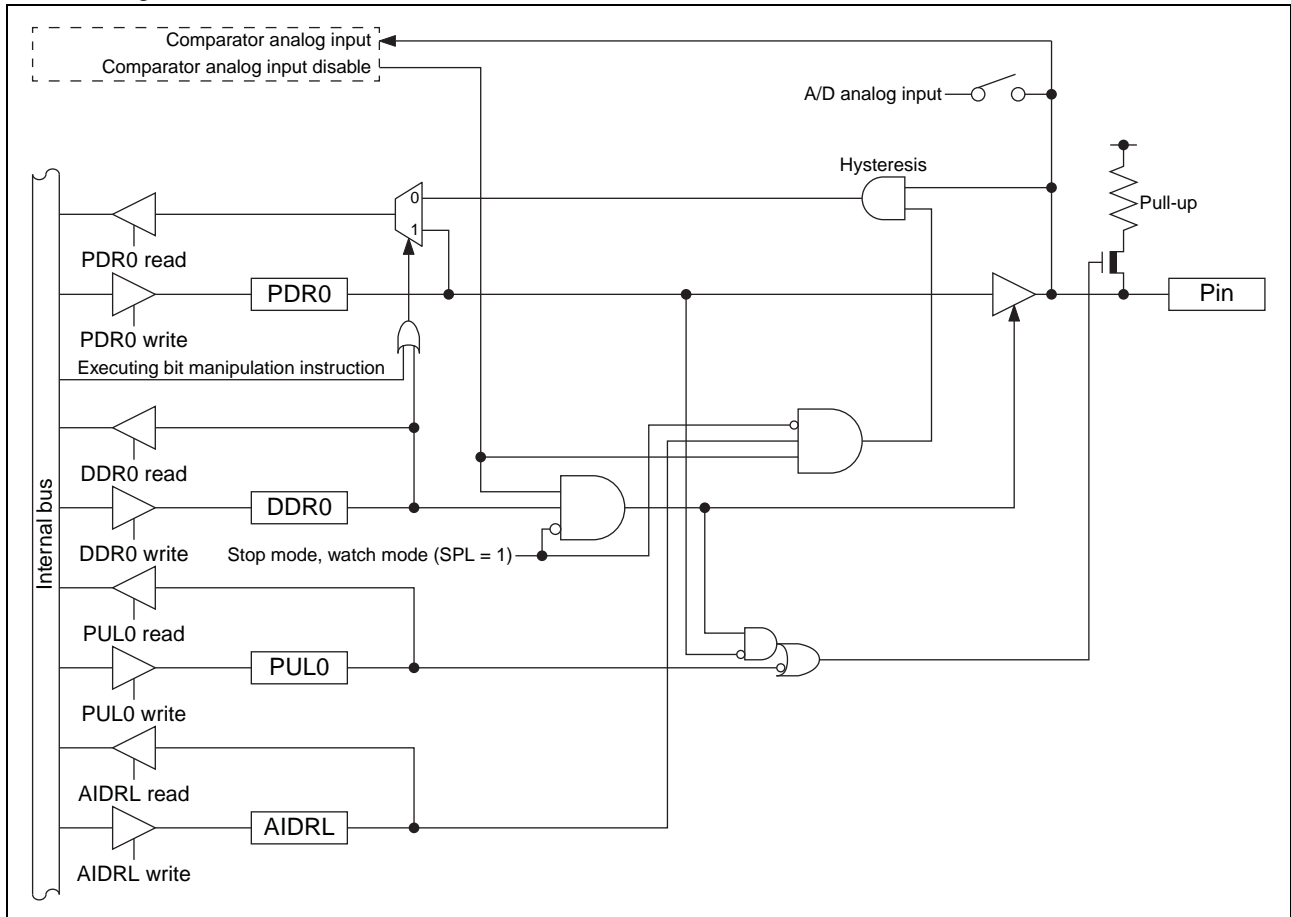 Comparator analog input
Comparator analog input disable
A/D analog input
Hysteresis
Pull-up
0
1
PDR0 read
PDR0
Pin
PDR0 write
Executing bit manipulation instruction
DDR0 read
DDR0
DDR0 write
Stop mode, watch mode (SPL = 1)
Internal bus
PUL0 read
PUL0
PUL0 write
AIDRL read
AIDRL
AIDRL write